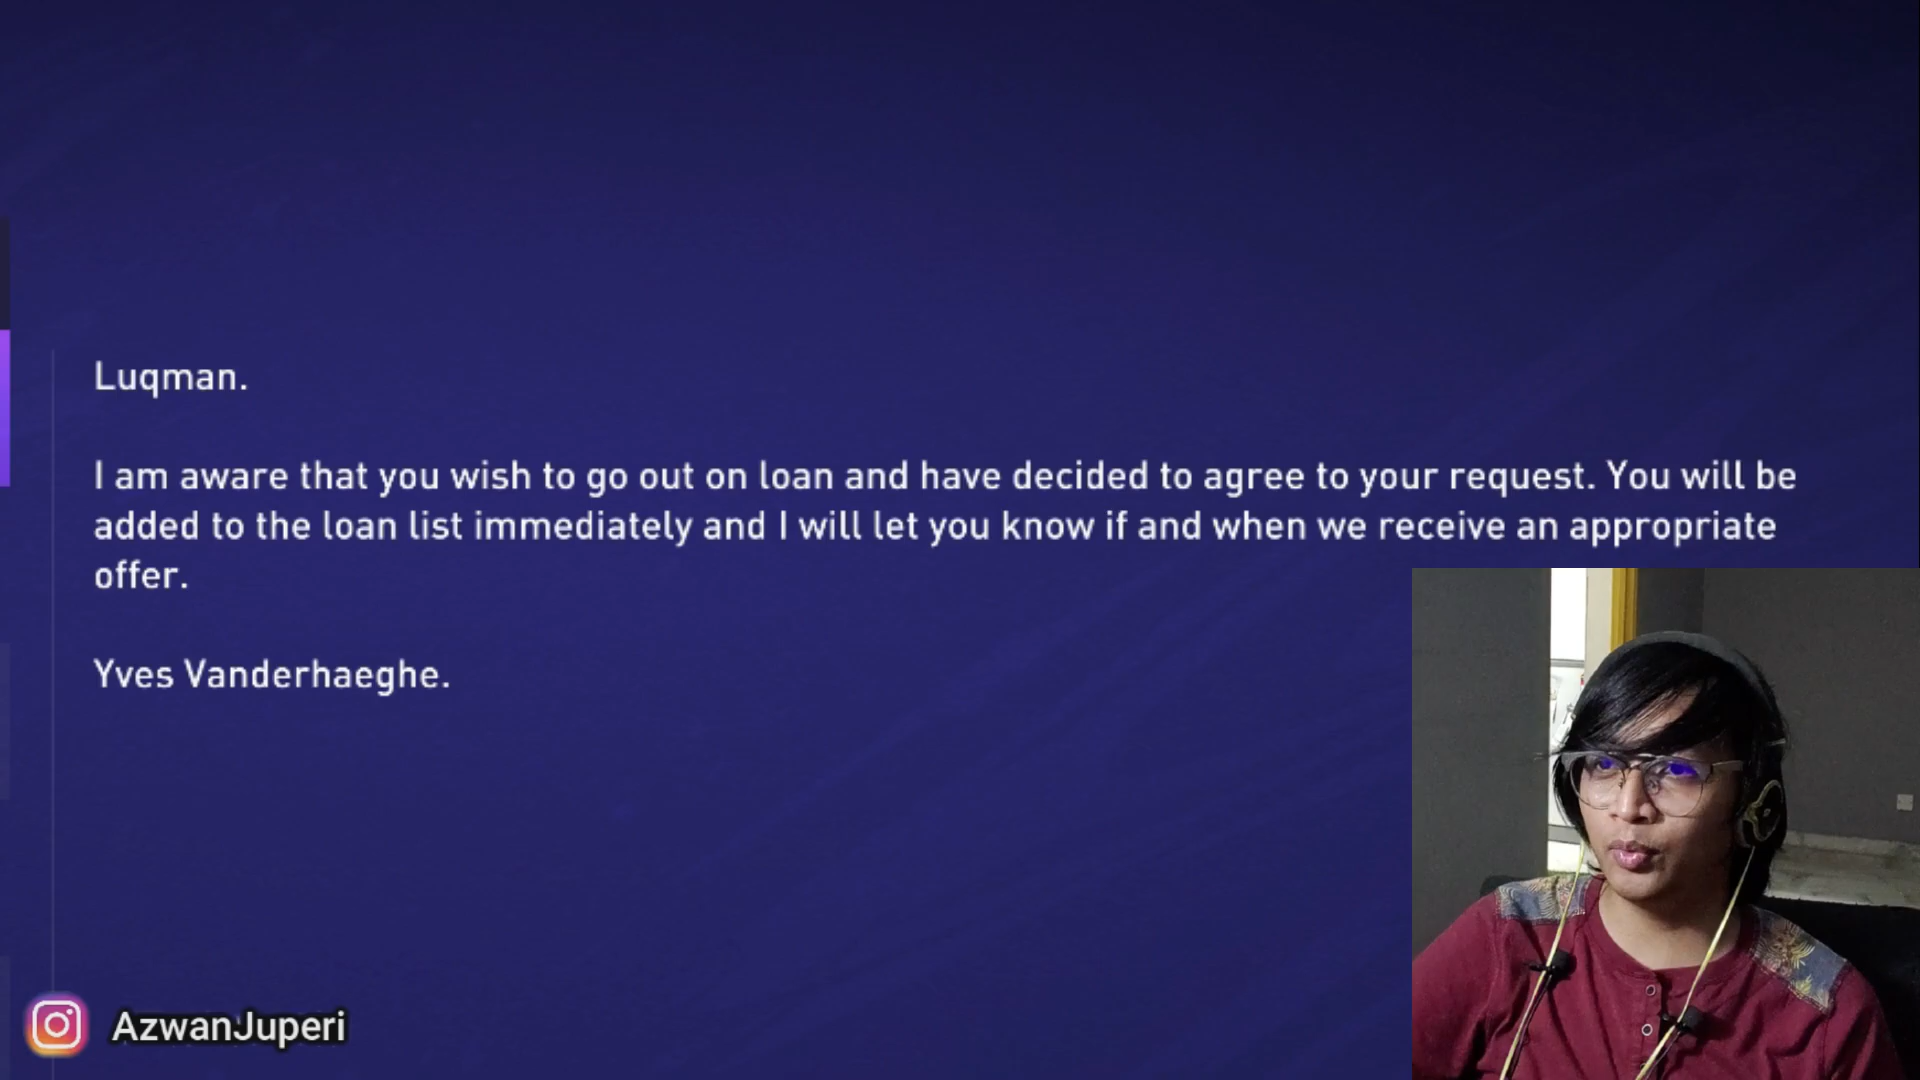 Luqman.
I am aware that you wish to go out on loan and have decided to agree to your request. You will be
added to the loan list immediately and I will let you know if and when we receive an appropriate
offer.
Yves Vanderhaeghe.
AzwanJuperi